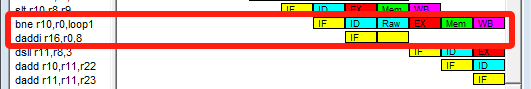 slt r10,r8,r9 IF ID EX Mem WB
bne r10,r0,loop1 IF ID Raw EX Mem WB
daddi r16,r0,8 IF
dsll r11,r8,3 IF ID EX
dadd r10,r11,r22 IF ID
dadd r11,r11,r23 IF